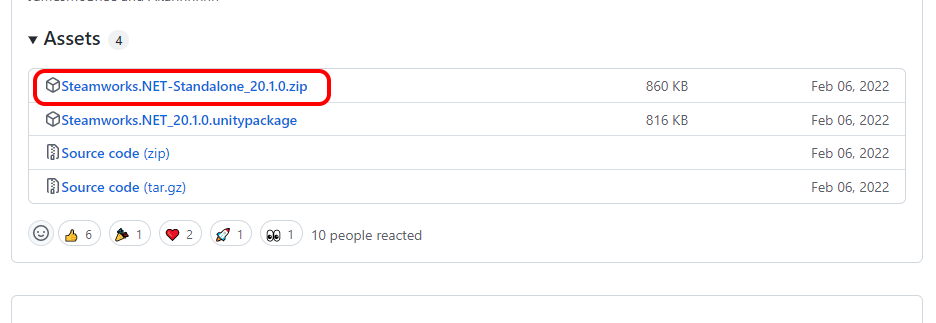 Assets 4
Steamworks.NET-Standalone_20.1.0.zip 860 KB Feb 06, 2022
Steamworks.NET_20.1.0.unitypackage 816 KB Feb 06, 2022
Source code (zip) Feb 06, 2022
Source code (tar.gz) Feb 06, 2022
👍 6 🎉 1 ❤️ 2 🚀 1 👀 1 10 people reacted